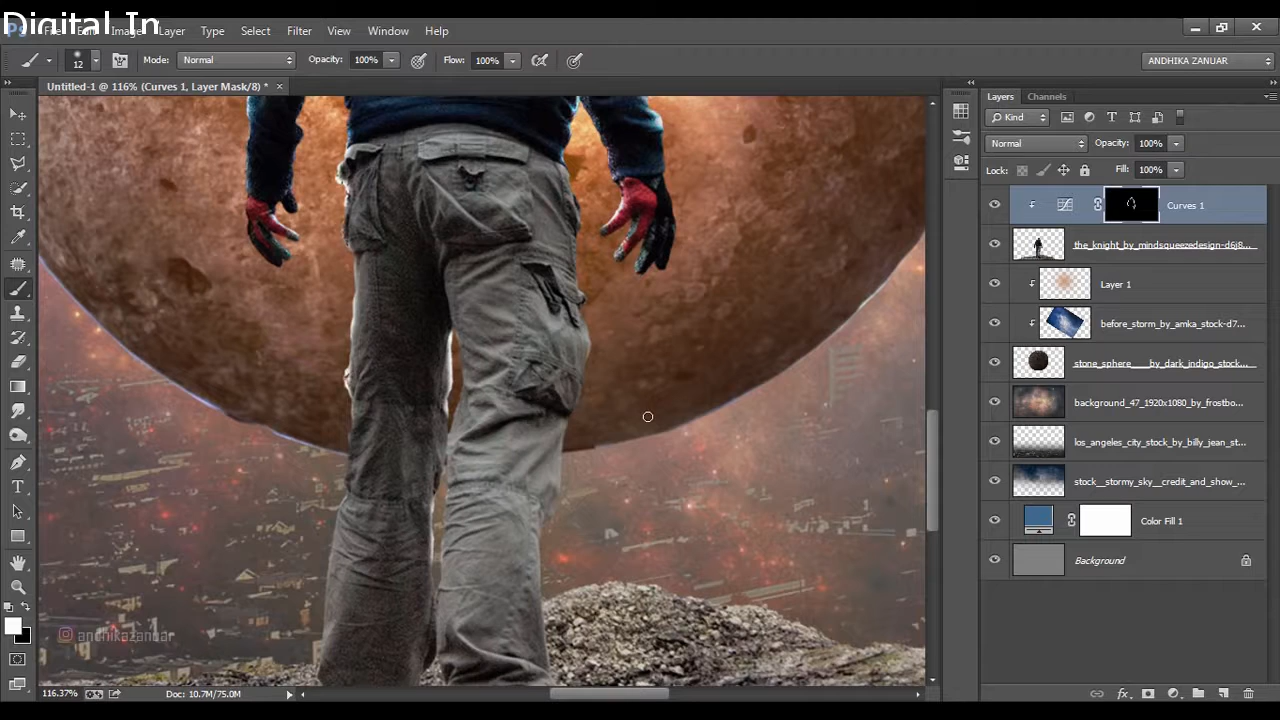 Digital In
Ps File Edit Image Layer Type Select Filter View Window Help
12 Mode: Normal Opacity: 100% Flow: 100% ANDHIKA ZANUAR
Untitled-1 @ 116% (Curves 1, Layer Mask/8) * ×
Layers Channels
Kind
Normal Opacity: 100%
Lock: Fill: 100%
Curves 1
the_knight_by_mindsqueezedesign-d6j8...
Layer 1
before_storm_by_amka_stock-d7...
stone_sphere____by_dark_indigo_stock...
background_47_1920x1080_by_frostbo...
los_angeles_city_stock_by_billy_jean_st...
stock__stormy_sky__credit_and_show_...
Color Fill 1
Background
andhikazanuar
116.37% Doc: 10.7M/75.0M